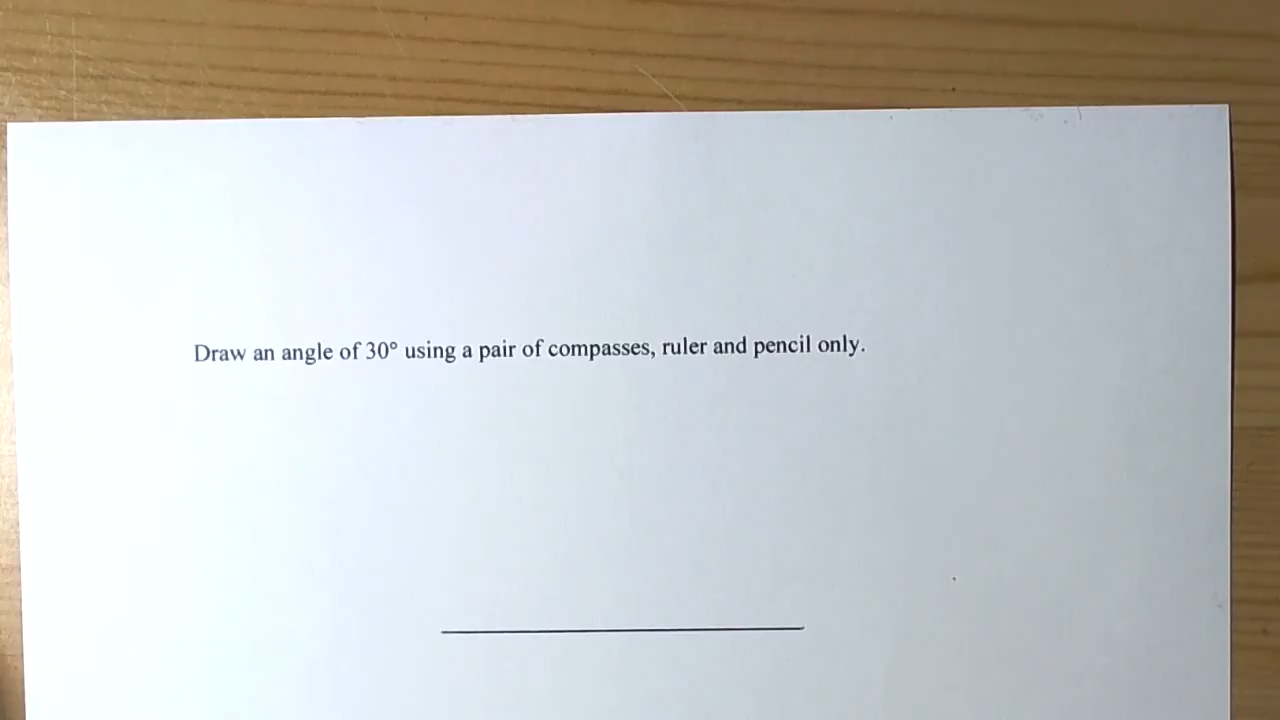 Draw an angle of 30° using a pair of compasses, ruler and pencil only.